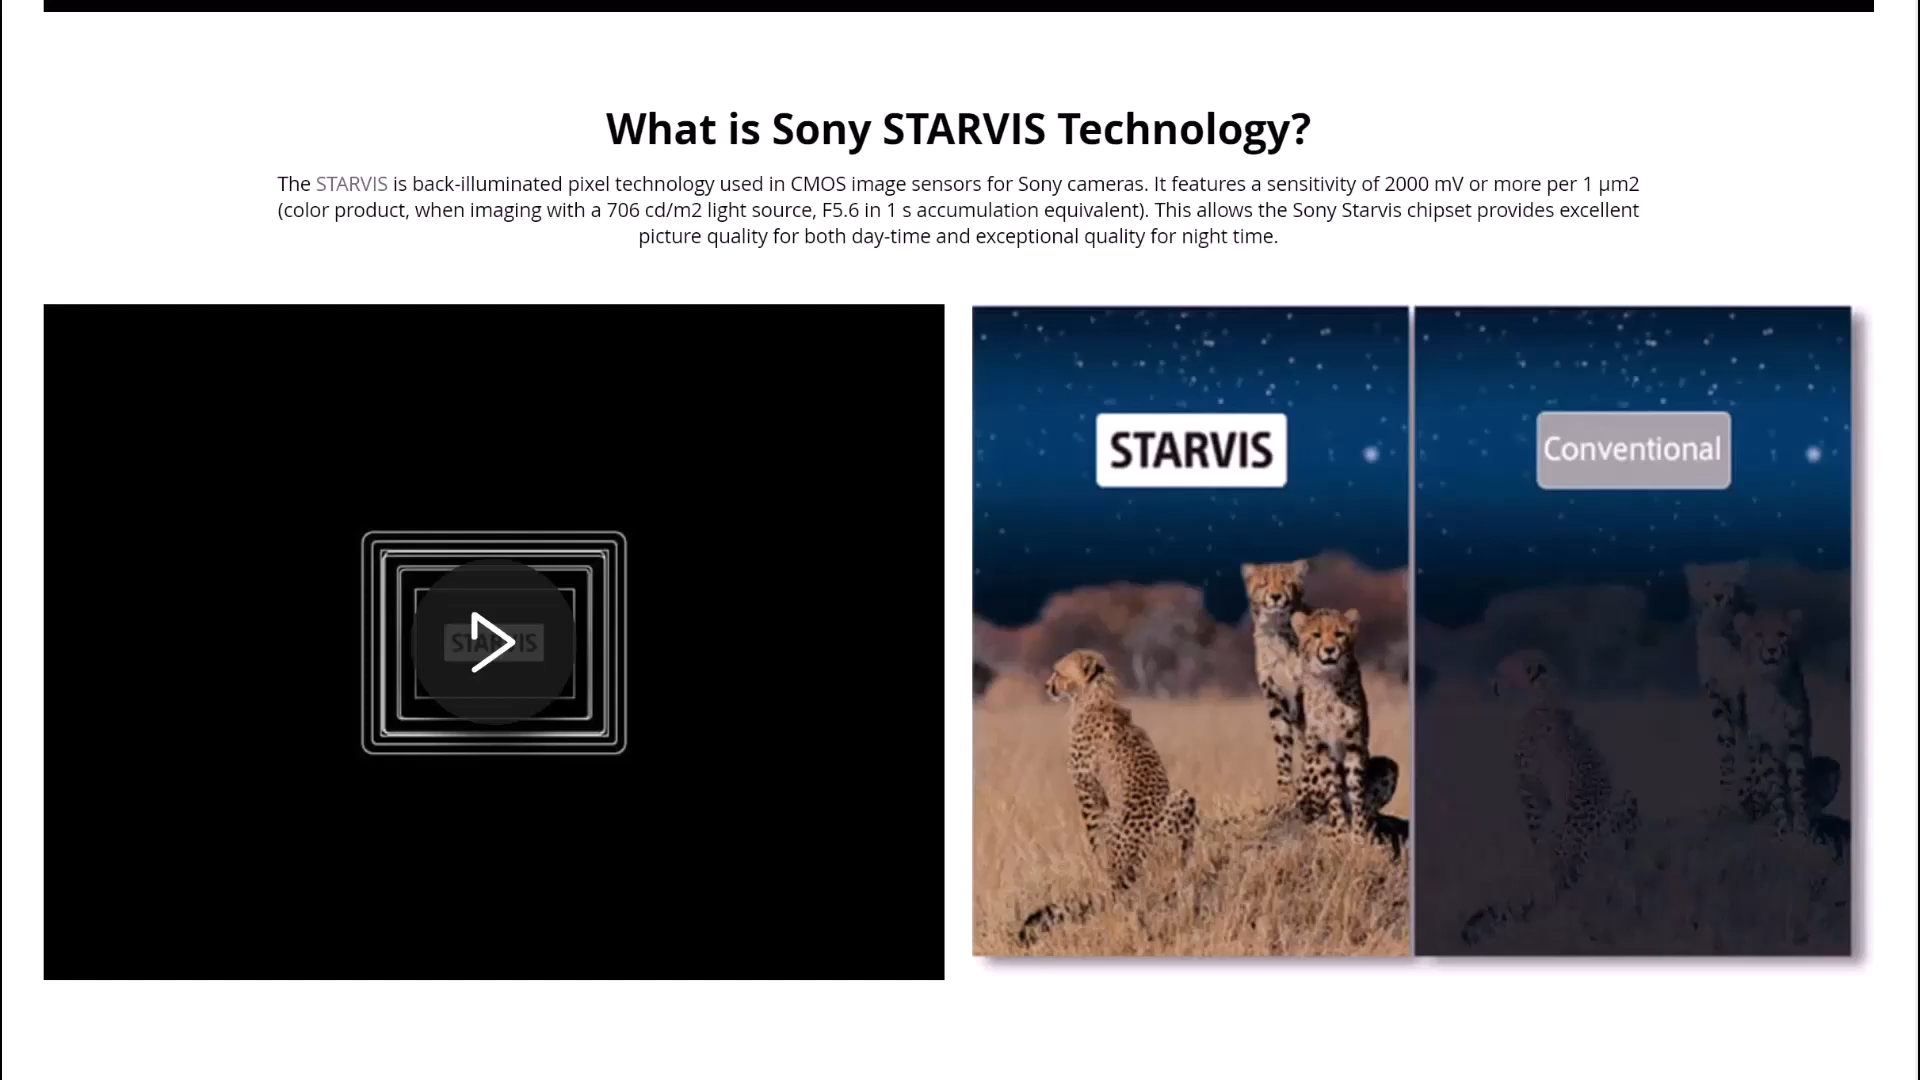 What is Sony STARVIS Technology?
The STARVIS is back-illuminated pixel technology used in CMOS image sensors for Sony cameras. It features a sensitivity of 2000 mV or more per 1 µm2
(color product, when imaging with a 706 cd/m2 light source, F5.6 in 1 s accumulation equivalent). This allows the Sony Starvis chipset provides excellent
picture quality for both day-time and exceptional quality for night time.
STARVIS
STARVIS
Conventional